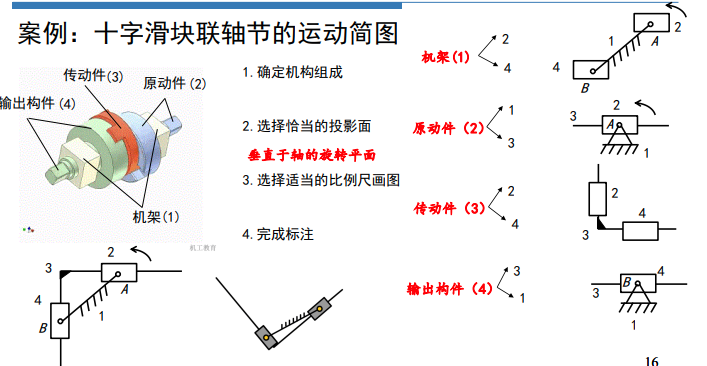 案例：十字滑块联轴节的运动简图
传动件(3)
原动件(2)
输出构件(4)
机架(1)
机工教育
1.确定机构组成
2.选择恰当的投影面
垂直于轴的旋转平面
3.选择适当的比例尺画图
4.完成标注
机架(1)
2
4
2
1
A
4
B
原动件（2）
1
3
3
2
A
1
传动件（3）
2
4
2
4
3
输出构件（4）
3
1
B
4
3
1
2
3
A
4
B
1
16